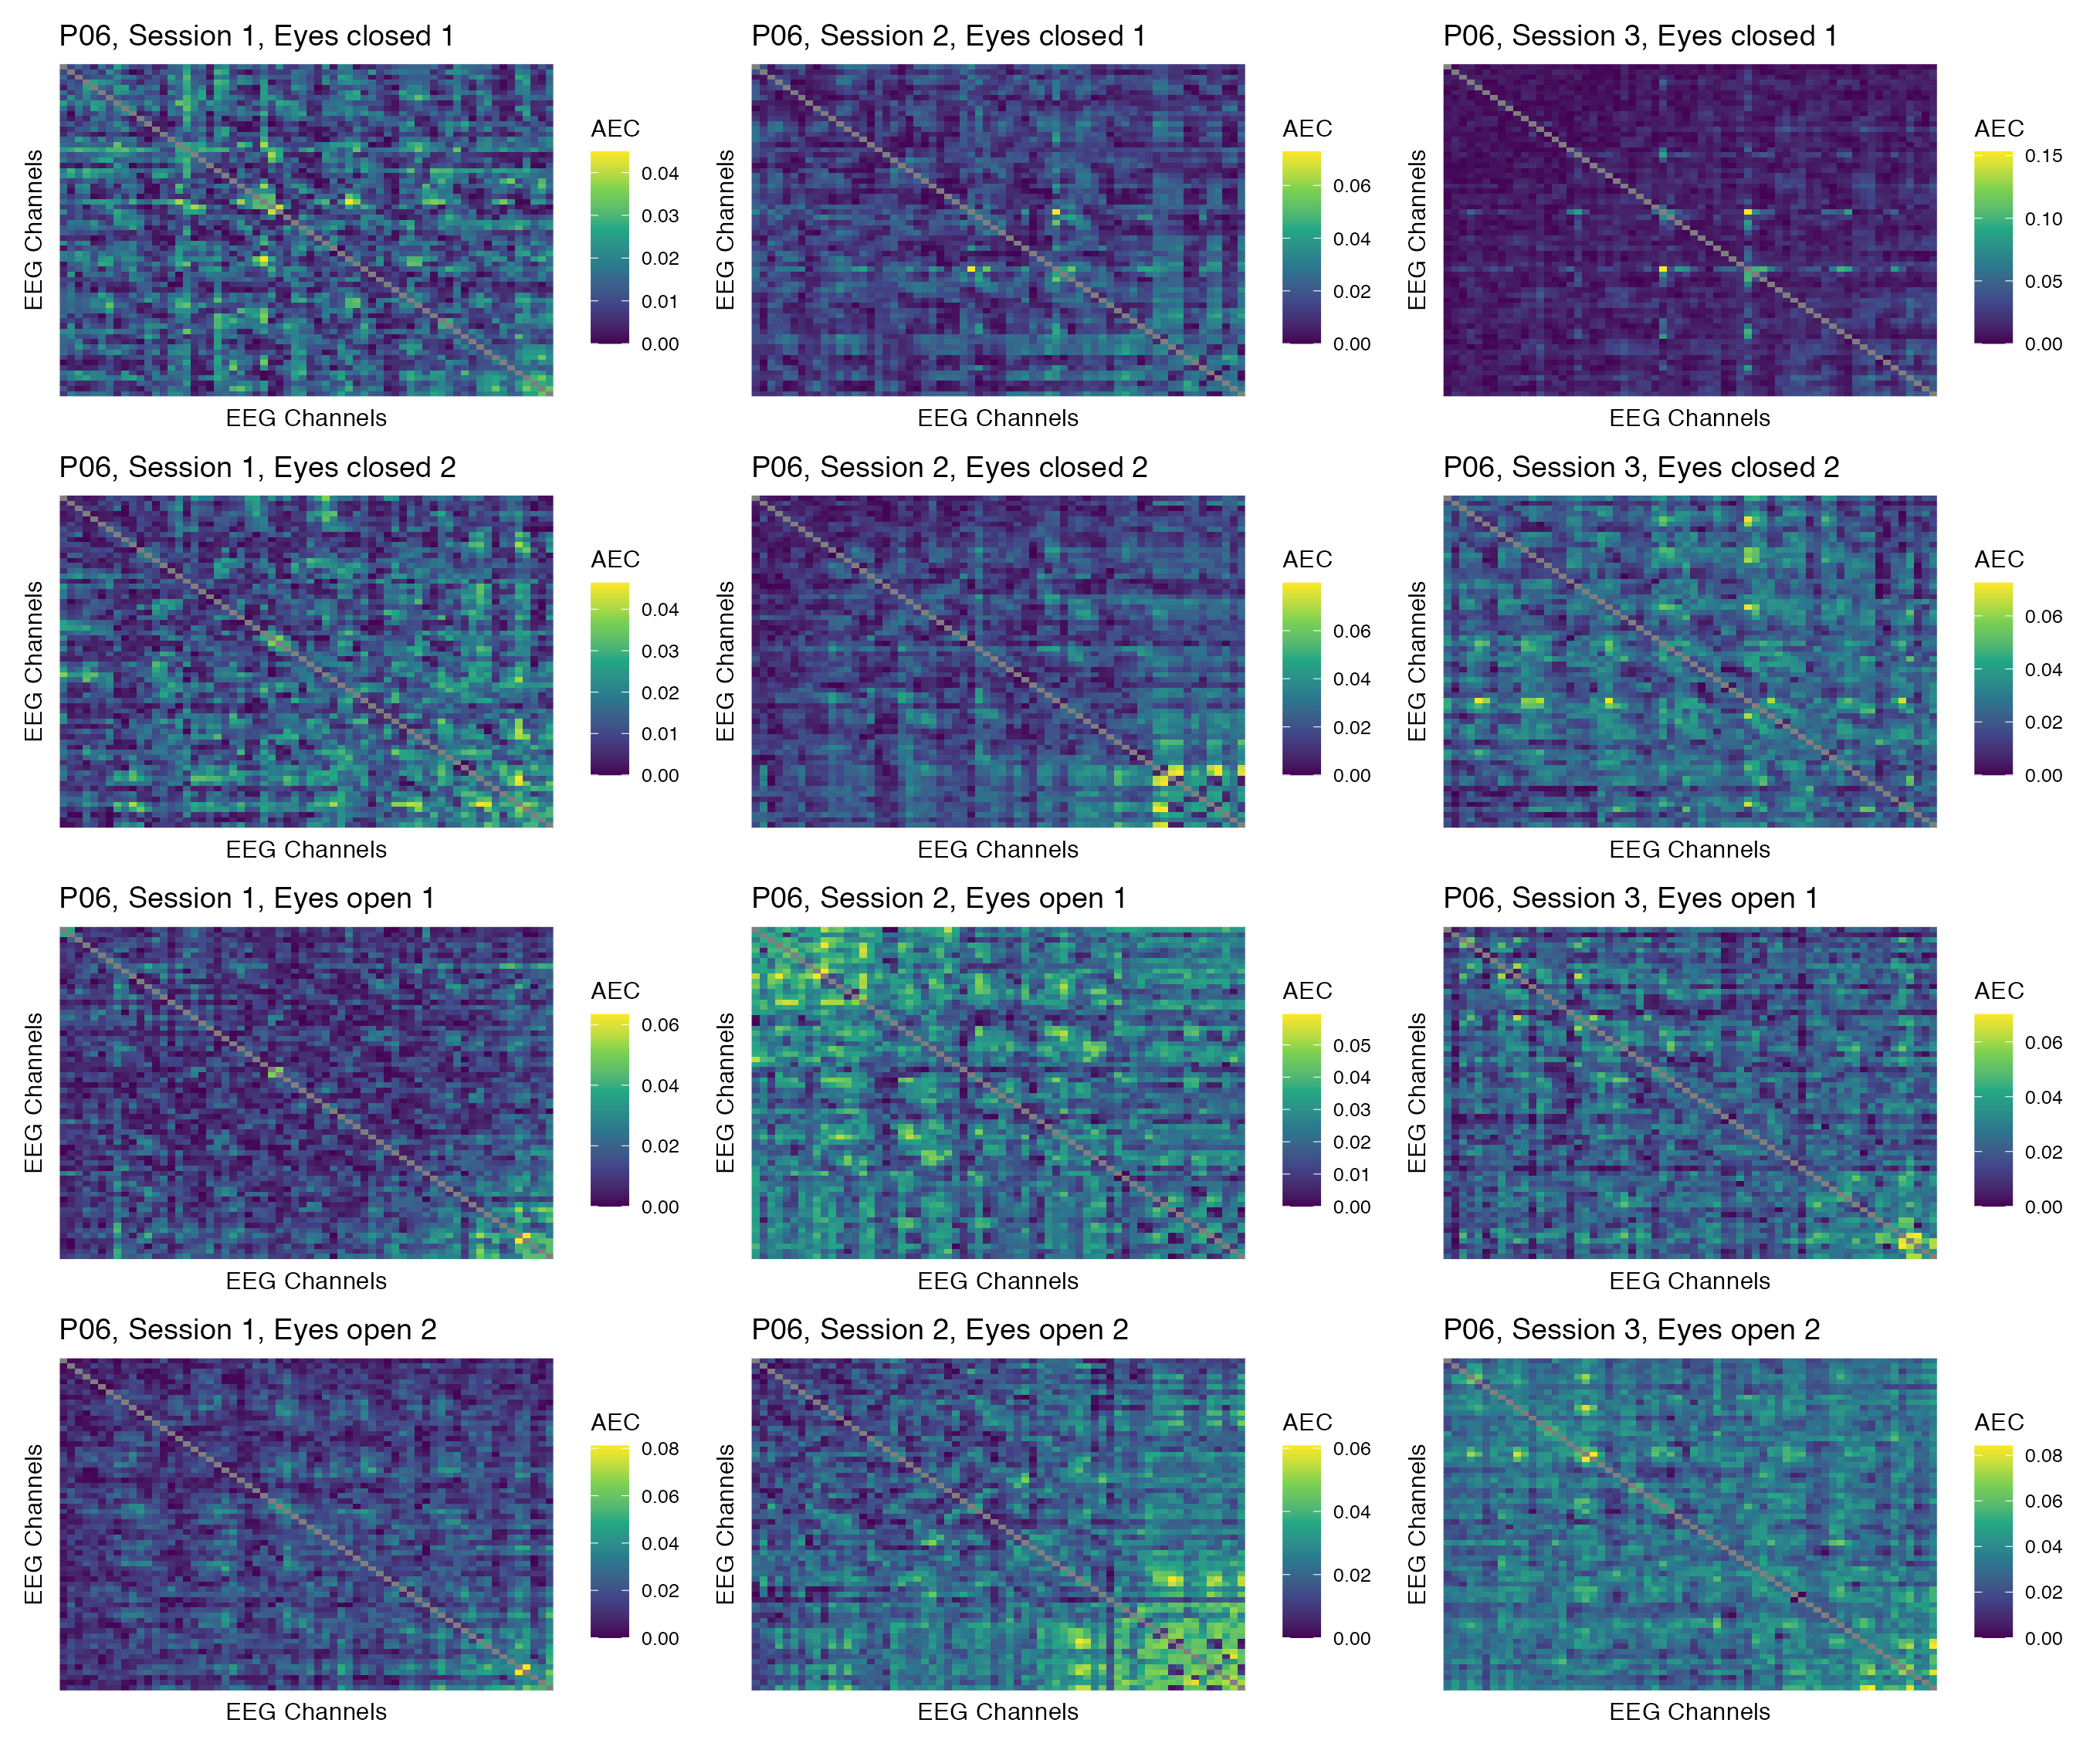 P06, Session 1, Eyes closed 1
EEG Channels
EEG Channels
AEC
0.04
0.03
0.02
0.01
0.00
P06, Session 2, Eyes closed 1
EEG Channels
EEG Channels
AEC
0.06
0.04
0.02
0.00
P06, Session 3, Eyes closed 1
EEG Channels
EEG Channels
AEC
0.15
0.10
0.05
0.00
P06, Session 1, Eyes closed 2
EEG Channels
EEG Channels
AEC
0.04
0.03
0.02
0.01
0.00
P06, Session 2, Eyes closed 2
EEG Channels
EEG Channels
AEC
0.06
0.04
0.02
0.00
P06, Session 3, Eyes closed 2
EEG Channels
EEG Channels
AEC
0.06
0.04
0.02
0.00
P06, Session 1, Eyes open 1
EEG Channels
EEG Channels
AEC
0.06
0.04
0.02
0.00
P06, Session 2, Eyes open 1
EEG Channels
EEG Channels
AEC
0.05
0.04
0.03
0.02
0.01
0.00
P06, Session 3, Eyes open 1
EEG Channels
EEG Channels
AEC
0.06
0.04
0.02
0.00
P06, Session 1, Eyes open 2
EEG Channels
EEG Channels
AEC
0.08
0.06
0.04
0.02
0.00
P06, Session 2, Eyes open 2
EEG Channels
EEG Channels
AEC
0.06
0.04
0.02
0.00
P06, Session 3, Eyes open 2
EEG Channels
EEG Channels
AEC
0.08
0.06
0.04
0.02
0.00